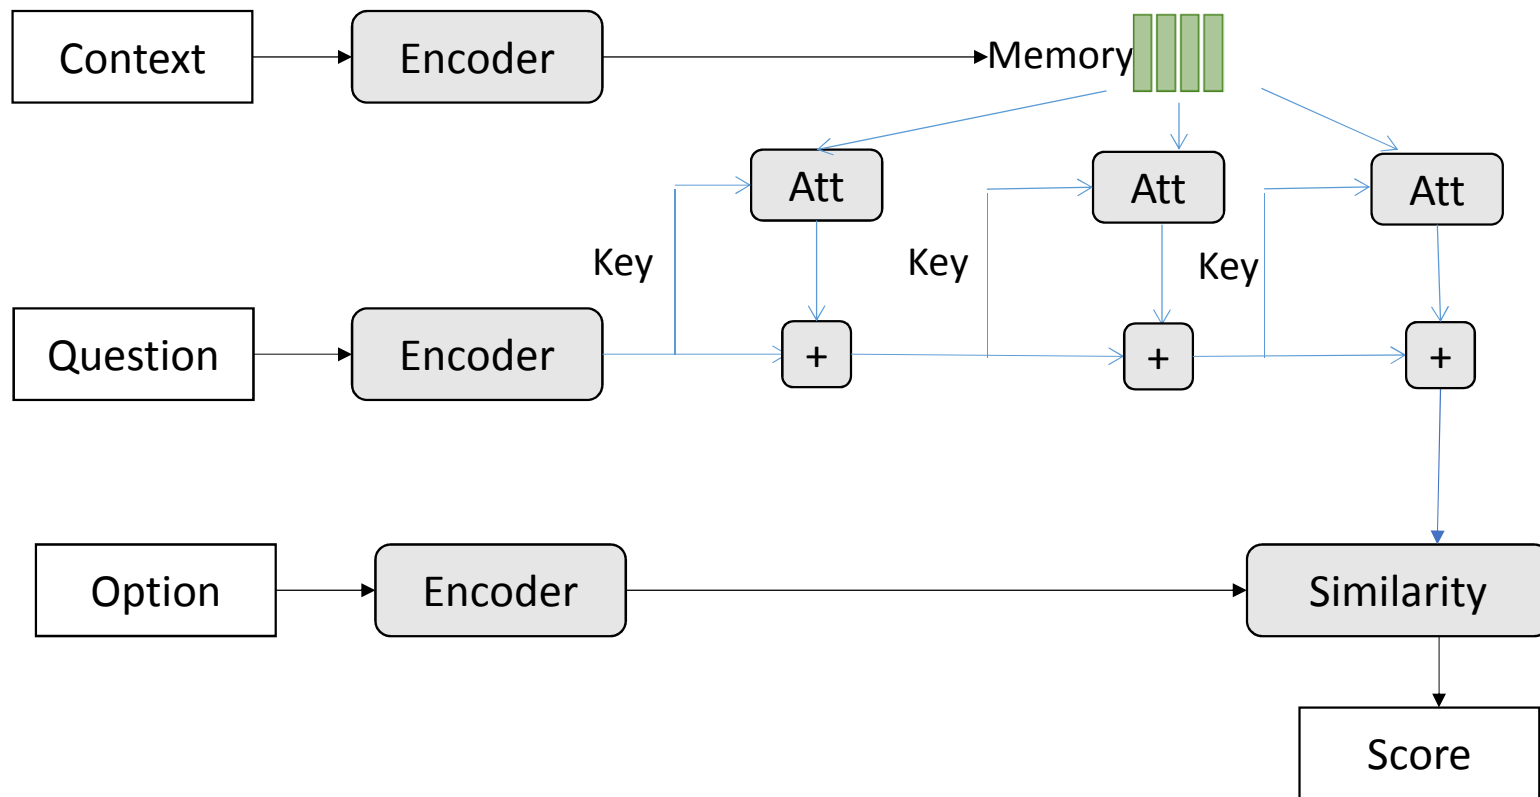 Context
Encoder
Memory
Att
Att
Att
Key
Key
Key
Question
Encoder
+
+
+
Option
Encoder
Similarity
Score